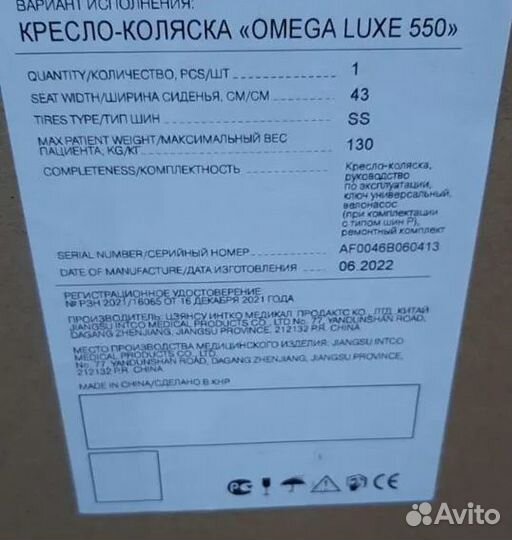 ВАРИАНТ ИСПОЛНЕНИЯ:
КРЕСЛО-КОЛЯСКА «OMEGA LUXE 550»
QUANTITY/КОЛИЧЕСТВО, PCS/ШТ 1
SEAT WIDTH/ШИРИНА СИДЕНЬЯ, CM/СМ 43
TIRES TYPE/ТИП ШИН SS
MAX PATIENT WEIGHT/МАКСИМАЛЬНЫЙ ВЕС
ПАЦИЕНТА, KG/КГ 130
COMPLETENESS/КОМПЛЕКТНОСТЬ Кресло-коляска,
руководство
по эксплуатации,
ключ универсальный,
велонасос
(при комплектации
с типом шин P),
ремонтный комплект
SERIAL NUMBER/СЕРИЙНЫЙ НОМЕР AF0046B060413
DATE OF MANUFACTURE/ДАТА ИЗГОТОВЛЕНИЯ 06.2022
РЕГИСТРАЦИОННОЕ УДОСТОВЕРЕНИЕ
№ РЗН 2021/16065 ОТ 16 ДЕКАБРЯ 2021 ГОДА
ПРОИЗВОДИТЕЛЬ: ЦЗЯНСУ ИНТКО МЕДИКАЛ ПРОДАКТС КО., ЛТД, КИТАЙ
JIANGSU INTCO MEDICAL PRODUCTS CO., LTD No. 77, YANDUNSHAN ROAD,
DAGANG ZHENJIANG, JIANGSU PROVINCE, 212132 P.R. CHINA
МЕСТО ПРОИЗВОДСТВА МЕДИЦИНСКОГО ИЗДЕЛИЯ: JIANGSU INTCO
MEDICAL PRODUCTS CO., LTD
No. 77, YANDUNSHAN ROAD, DAGANG ZHENJIANG, JIANGSU PROVINCE,
212132 P.R. CHINA
MADE IN CHINA/СДЕЛАНО В КНР
CE
Avito